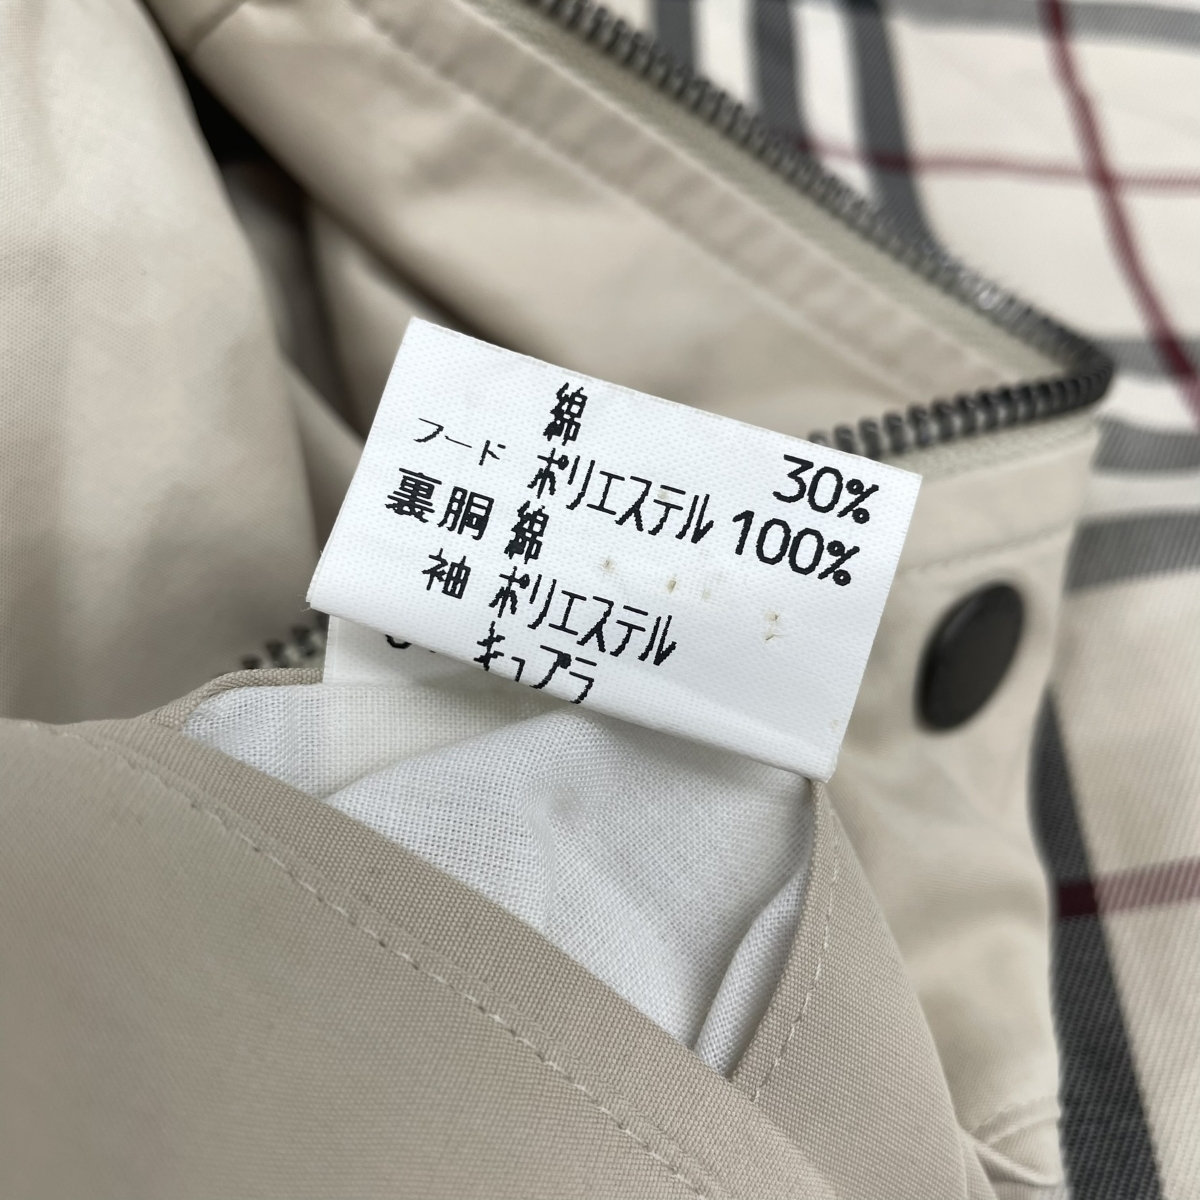 綿 30%
フード ポリエステル 100%
裏胴 綿
袖 ポリエステル
キュプラ